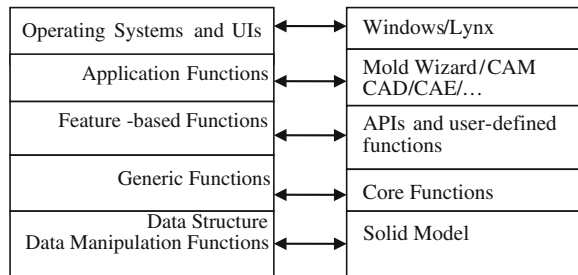 Operating Systems and UIs
Windows/Lynx
Application Functions
Mold Wizard/CAM
CAD/CAE/...
Feature -based Functions
APIs and user-defined
functions
Generic Functions
Core Functions
Data Structure
Data Manipulation Functions
Solid Model